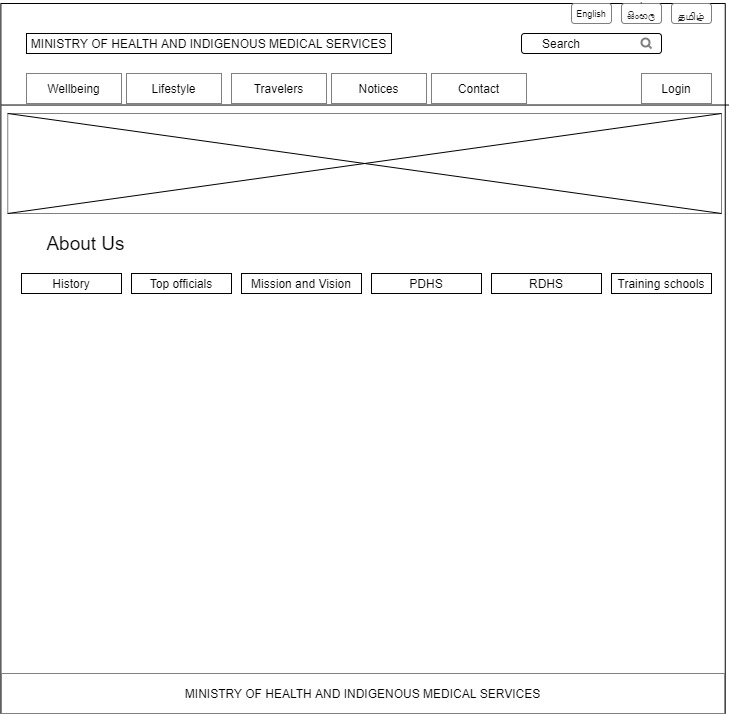 English සිංහල தமிழ்
MINISTRY OF HEALTH AND INDIGENOUS MEDICAL SERVICES Search
Wellbeing Lifestyle Travelers Notices Contact Login
About Us
History Top officials Mission and Vision PDHS RDHS Training schools
MINISTRY OF HEALTH AND INDIGENOUS MEDICAL SERVICES